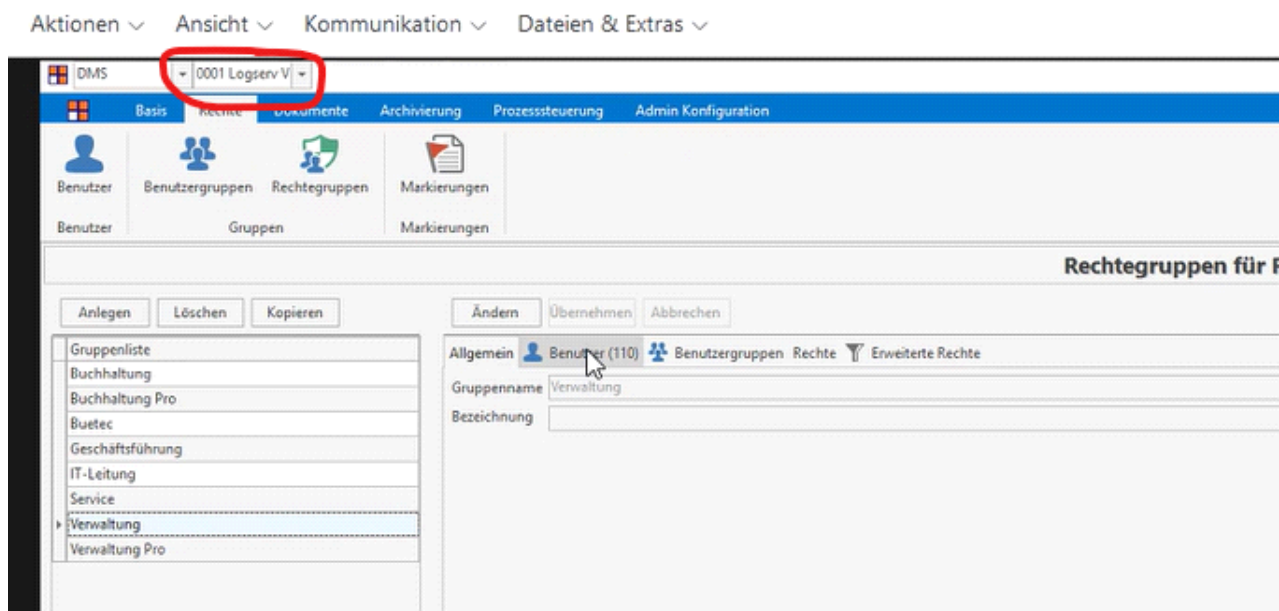 Aktionen Ansicht Kommunikation Dateien & Extras
DMS 0001 Logserv V
Basis Rechte Dokumente Archivierung Prozesssteuerung Admin Konfiguration
Benutzer Benutzergruppen Rechtegruppen Markierungen
Benutzer Gruppen Markierungen
Rechtegruppen für
Anlegen Löschen Kopieren Ändern Übernehmen Abbrechen
Gruppenliste
Allgemein Benutzer (110) Benutzergruppen Rechte Erweiterte Rechte
Buchhaltung
Gruppenname Verwaltung
Buchhaltung Pro
Bezeichnung
Buetec
Geschäftsführung
IT-Leitung
Service
Verwaltung
Verwaltung Pro